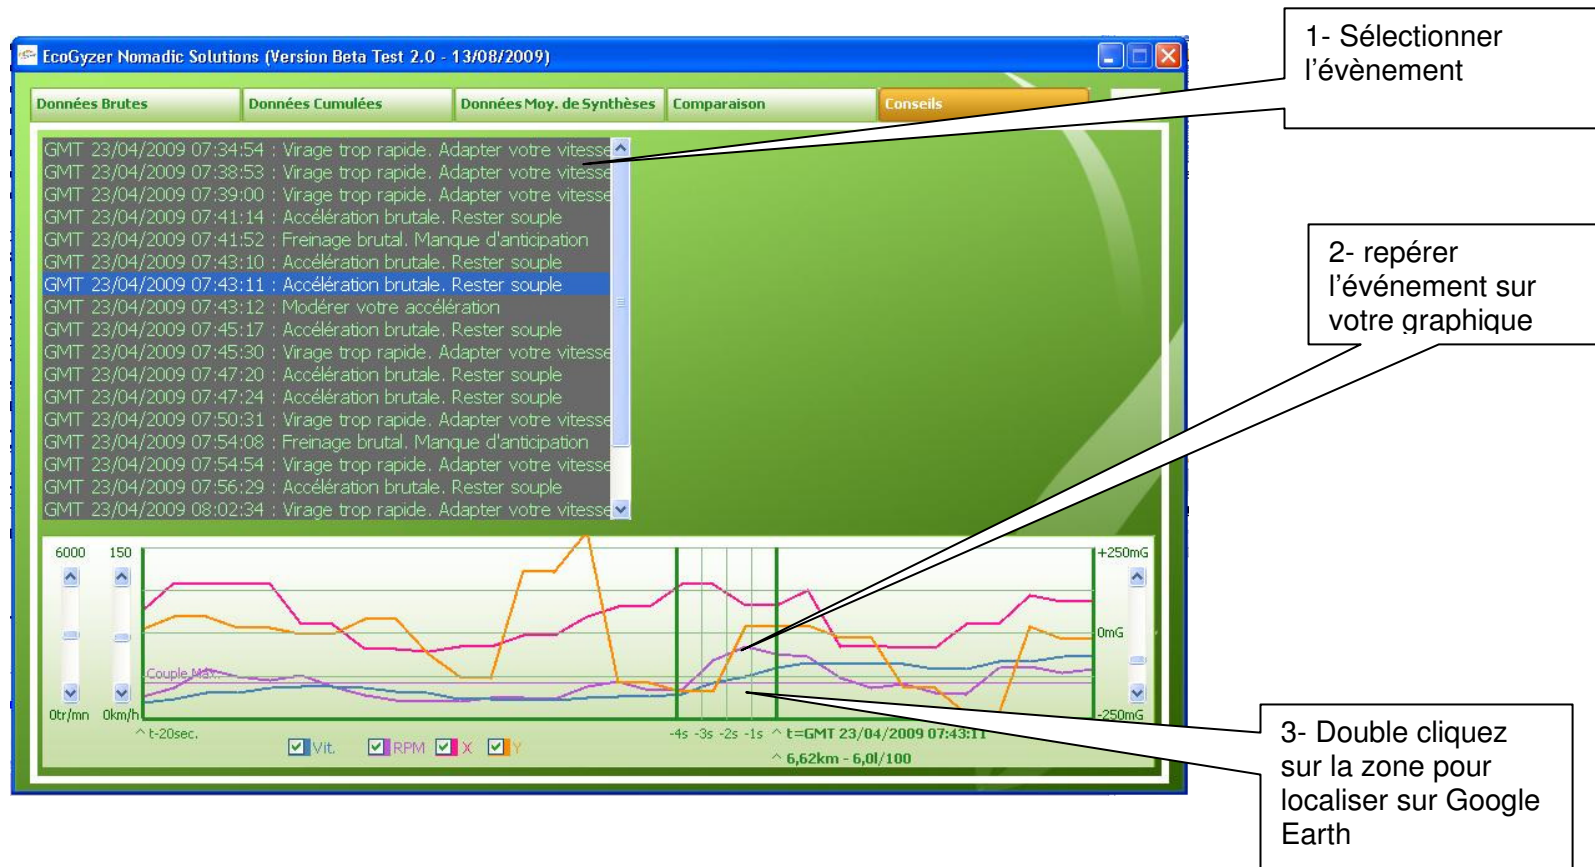 1- Sélectionner
l'évènement
EcoGyzer Nomadic Solutions (Version Beta Test 2.0 - 13/08/2009)
Données Brutes
Données Cumulées
Données Moy. de Synthèses
Comparaison
Conseils
GMT 23/04/2009 07:34:54 : Virage trop rapide. Adapter votre vitesse
GMT 23/04/2009 07:38:53 : Virage trop rapide. Adapter votre vitesse
GMT 23/04/2009 07:39:00 : Virage trop rapide. Adapter votre vitesse
GMT 23/04/2009 07:41:14 : Accélération brutale. Rester souple
GMT 23/04/2009 07:41:52 : Freinage brutal. Manque d'anticipation
GMT 23/04/2009 07:43:10 : Accélération brutale. Rester souple
GMT 23/04/2009 07:43:11 : Accélération brutale. Rester souple
GMT 23/04/2009 07:43:12 : Modérer votre accélération
GMT 23/04/2009 07:45:17 : Accélération brutale. Rester souple
GMT 23/04/2009 07:45:30 : Virage trop rapide. Adapter votre vitesse
GMT 23/04/2009 07:47:20 : Accélération brutale. Rester souple
GMT 23/04/2009 07:47:24 : Accélération brutale. Rester souple
GMT 23/04/2009 07:50:31 : Virage trop rapide. Adapter votre vitesse
GMT 23/04/2009 07:54:08 : Freinage brutal. Manque d'anticipation
GMT 23/04/2009 07:54:54 : Virage trop rapide. Adapter votre vitesse
GMT 23/04/2009 07:56:29 : Accélération brutale. Rester souple
GMT 23/04/2009 08:02:34 : Virage trop rapide. Adapter votre vitesse
2- repérer
l'événement sur
votre graphique
6000
150
+250mG
0mG
Couple Max.
0tr/mn
0km/h
-250mG
^ t-20sec.
-4s -3s -2s -1s ^ t=GMT 23/04/2009 07:43:11
Vit.
RPM
X
Y
^ 6,62km - 6,0l/100
3- Double cliquez
sur la zone pour
localiser sur Google
Earth